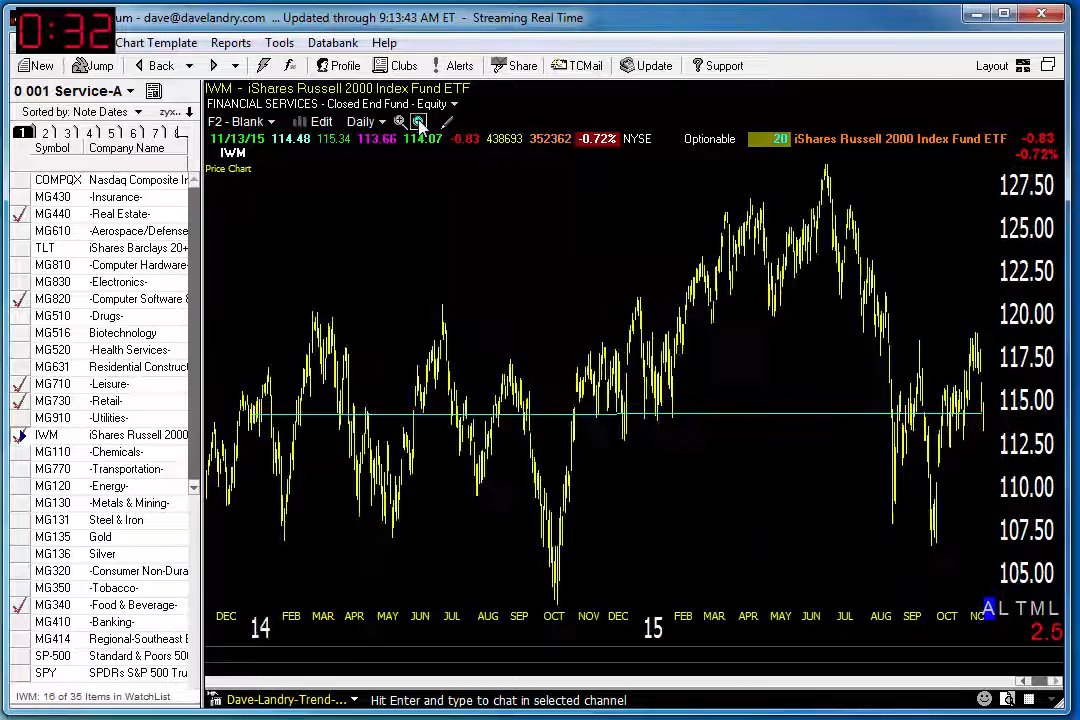 0:32
um - dave@davelandry.com ... Updated through 9:13:43 AM ET - Streaming Real Time
Chart Template Reports Tools Databank Help
New Jump Back Profile Clubs Alerts Share TCMail Update Support Layout
0 001 Service-A
Sorted by: Note Dates zyx...
1 2 3 4 5 6 7
Symbol Company Name
COMPQX Nasdaq Composite In
MG430 -Insurance-
MG440 -Real Estate-
MG610 -Aerospace/Defense
TLT iShares Barclays 20+
MG810 -Computer Hardware-
MG830 -Electronics-
MG820 -Computer Software &
MG510 -Drugs-
MG516 Biotechnology
MG520 -Health Services-
MG631 Residential Construct
MG710 -Leisure-
MG730 -Retail-
MG910 -Utilities-
IWM iShares Russell 2000
MG110 -Chemicals-
MG770 -Transportation-
MG120 -Energy-
MG130 -Metals & Mining-
MG131 Steel & Iron
MG135 Gold
MG136 Silver
MG320 -Consumer Non-Dura
MG350 -Tobacco-
MG340 -Food & Beverage-
MG410 -Banking-
MG414 Regional-Southeast B
SP-500 Standard & Poors 500
SPY SPDRs S&P 500 Tru
IWM: 16 of 35 Items in WatchList
IWM - iShares Russell 2000 Index Fund ETF
FINANCIAL SERVICES - Closed End Fund - Equity
F2 - Blank Edit Daily
11/13/15 114.48 115.34 113.66 114.07 -0.83 438693 352362 -0.72% NYSE Optionable 20 iShares Russell 2000 Index Fund ETF -0.83
-0.72%
IWM
Price Chart
127.50
125.00
122.50
120.00
117.50
115.00
112.50
110.00
107.50
105.00
A L T M L
2.5
DEC 14 FEB MAR APR MAY JUN JUL AUG SEP OCT NOV DEC 15 FEB MAR APR MAY JUN JUL AUG SEP OCT NO
Dave-Landry-Trend-... Hit Enter and type to chat in selected channel